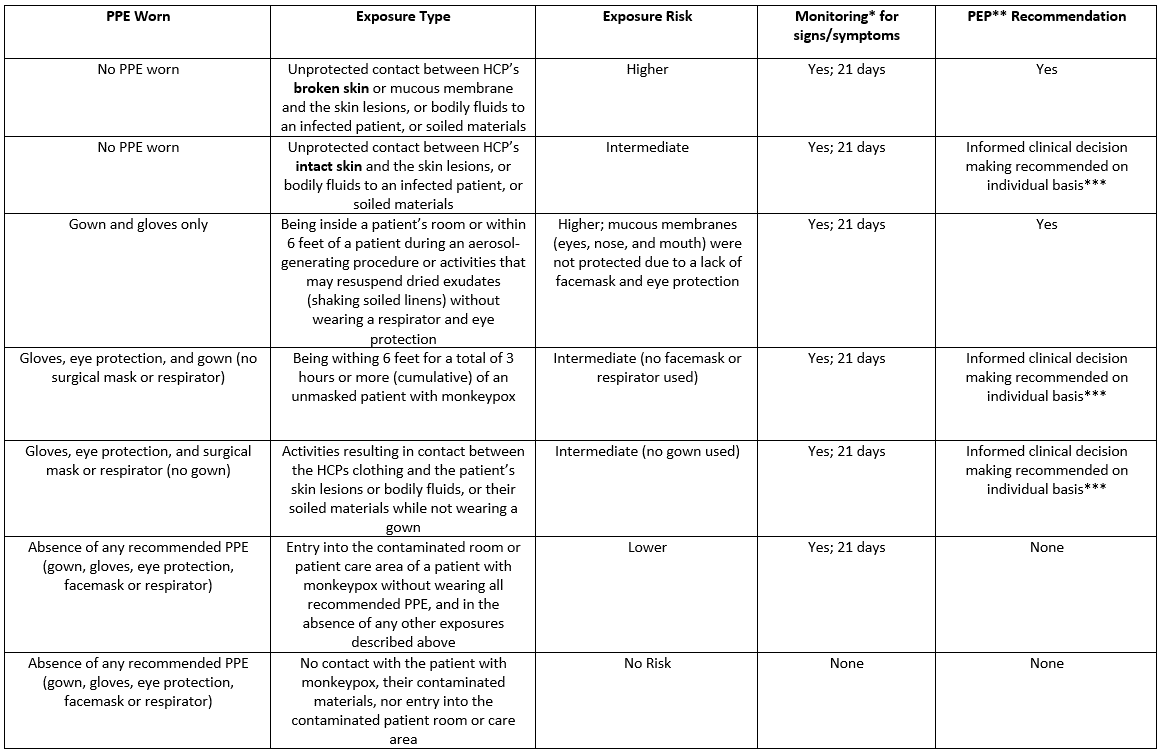 PPE Worn
Exposure Type
Exposure Risk
Monitoring* for
signs/symptoms
PEP** Recommendation
No PPE worn
Unprotected contact between HCP’s
broken skin or mucous membrane
and the skin lesions, or bodily fluids to
an infected patient, or soiled materials
Higher
Yes; 21 days
Yes
No PPE worn
Unprotected contact between HCP’s
intact skin and the skin lesions, or
bodily fluids to an infected patient, or
soiled materials
Intermediate
Yes; 21 days
Informed clinical decision
making recommended on
individual basis***
Gown and gloves only
Being inside a patient’s room or within
6 feet of a patient during an aerosol-
generating procedure or activities that
may resuspend dried exudates
(shaking soiled linens) without
wearing a respirator and eye
protection
Higher; mucous membranes
(eyes, nose, and mouth) were
not protected due to a lack of
facemask and eye protection
Yes; 21 days
Yes
Gloves, eye protection, and gown (no
surgical mask or respirator)
Being withing 6 feet for a total of 3
hours or more (cumulative) of an
unmasked patient with monkeypox
Intermediate (no facemask or
respirator used)
Yes; 21 days
Informed clinical decision
making recommended on
individual basis***
Gloves, eye protection, and surgical
mask or respirator (no gown)
Activities resulting in contact between
the HCPs clothing and the patient’s
skin lesions or bodily fluids, or their
soiled materials while not wearing a
gown
Intermediate (no gown used)
Yes; 21 days
Informed clinical decision
making recommended on
individual basis***
Absence of any recommended PPE
(gown, gloves, eye protection,
facemask or respirator)
Entry into the contaminated room or
patient care area of a patient with
monkeypox without wearing all
recommended PPE, and in the
absence of any other exposures
described above
Lower
Yes; 21 days
None
Absence of any recommended PPE
(gown, gloves, eye protection,
facemask or respirator)
No contact with the patient with
monkeypox, their contaminated
materials, nor entry into the
contaminated patient room or care
area
No Risk
None
None